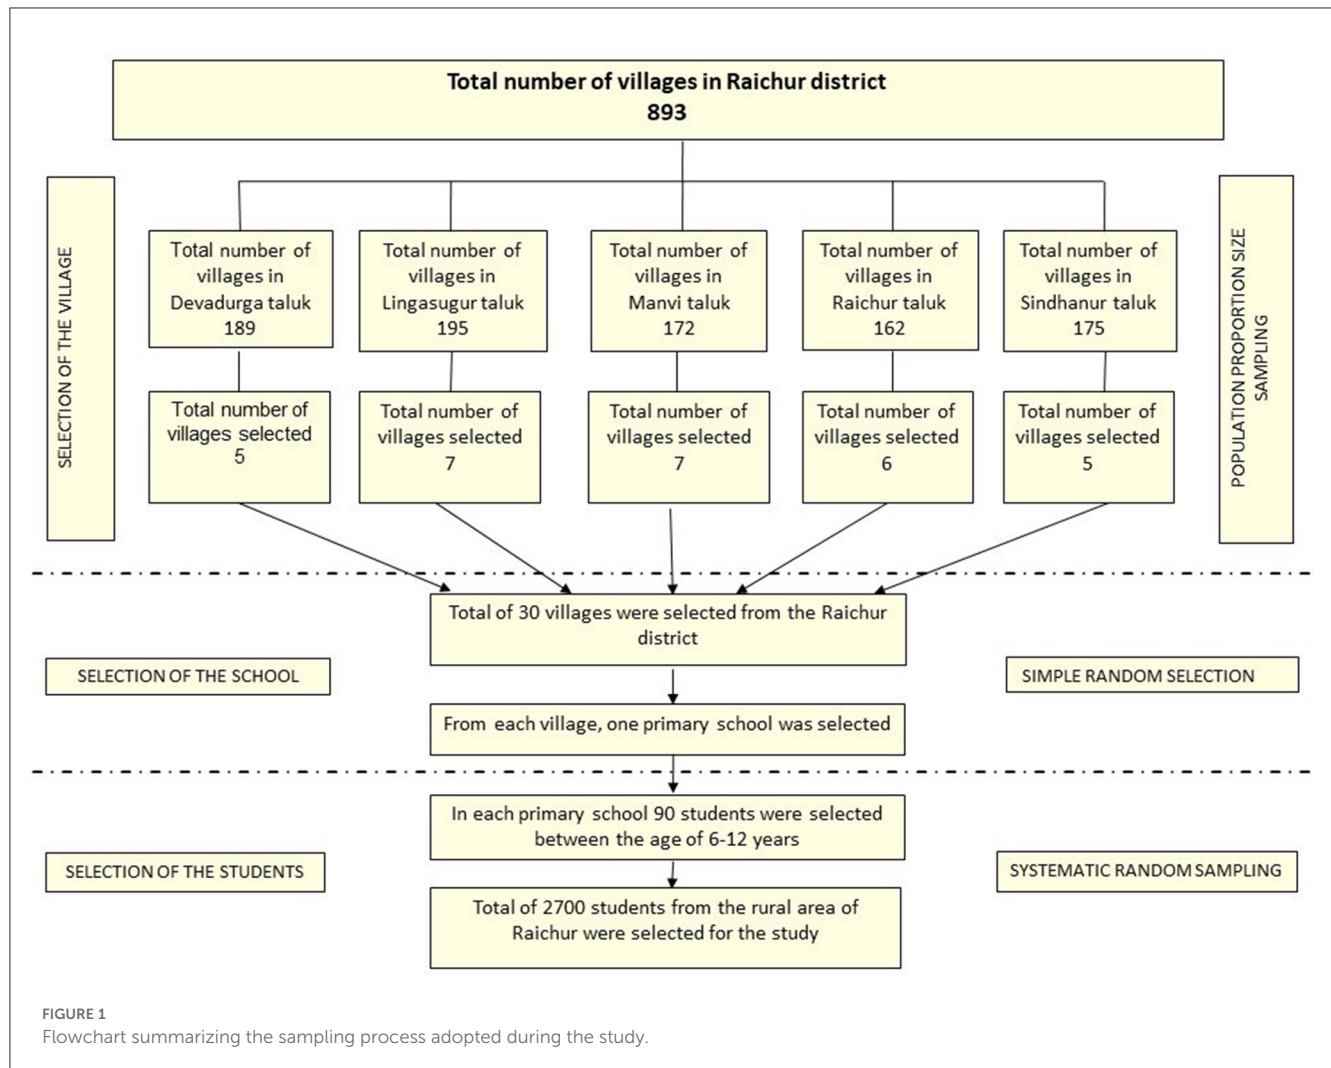 Total number of villages in Raichur district
893
SELECTION OF THE VILLAGE
POPULATION PROPORTION SIZE
SAMPLING
Total number of
villages in
Devadurga taluk
189
Total number of
villages in
Lingasugur taluk
195
Total number of
villages in
Manvi taluk
172
Total number of
villages in
Raichur taluk
162
Total number of
villages in
Sindhanur taluk
175
Total number of
villages selected
5
Total number of
villages selected
7
Total number of
villages selected
7
Total number of
villages selected
6
Total number of
villages selected
5
Total of 30 villages were selected from the Raichur
district
SELECTION OF THE SCHOOL
SIMPLE RANDOM SELECTION
From each village, one primary school was selected
In each primary school 90 students were selected
between the age of 6-12 years
SELECTION OF THE STUDENTS
SYSTEMATIC RANDOM SAMPLING
Total of 2700 students from the rural area of
Raichur were selected for the study
FIGURE 1
Flowchart summarizing the sampling process adopted during the study.